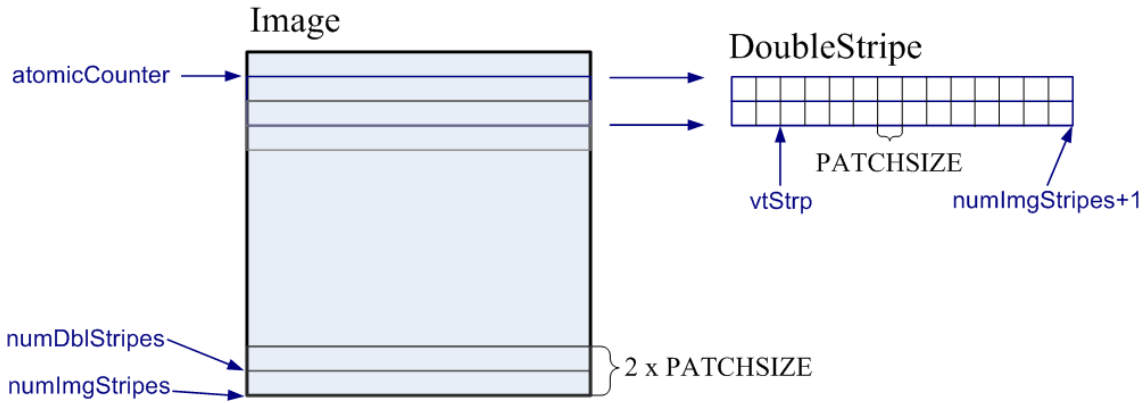 Image
DoubleStripe
atomicCounter
PATCHSIZE
vtStrp
numImgStripes+1
numDblStripes
numImgStripes
2 x PATCHSIZE